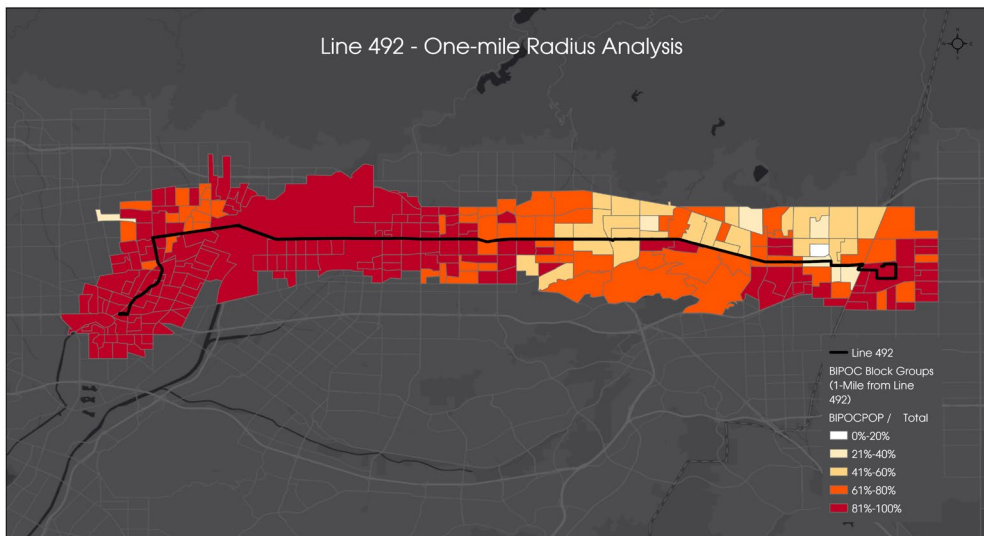 Line 492 - One-mile Radius Analysis
Line 492
BIPOC Block Groups
(1-Mile from Line
492)
BIPOCPOP / Total
0%-20%
21%-40%
41%-60%
61%-80%
81%-100%